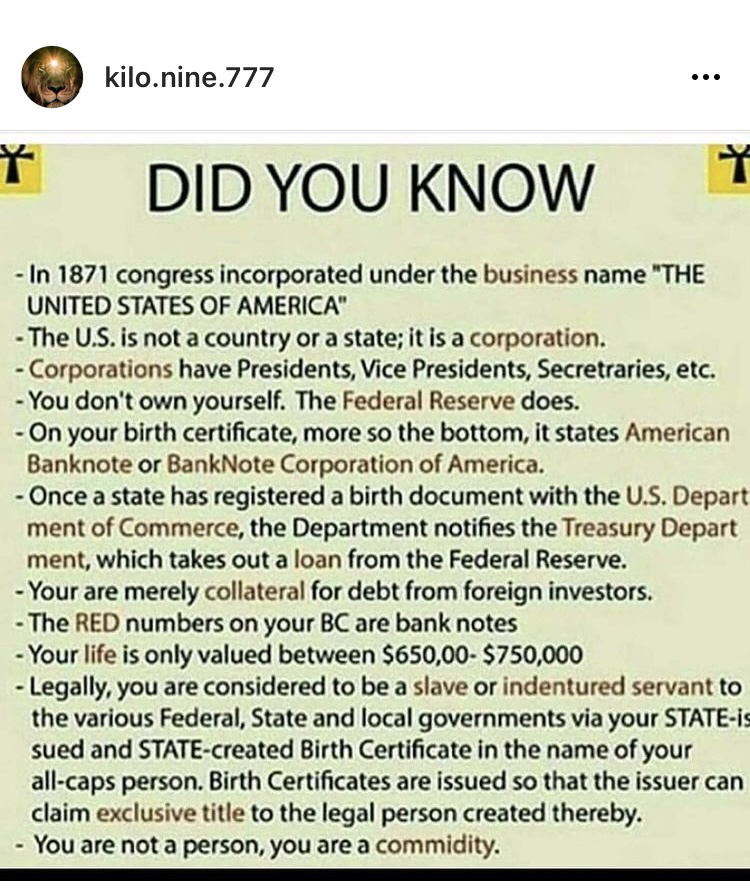 kilo.nine.777
DID YOU KNOW
- In 1871 congress incorporated under the business name "THE
UNITED STATES OF AMERICA"
- The U.S. is not a country or a state; it is a corporation.
- Corporations have Presidents, Vice Presidents, Secretraries, etc.
- You don't own yourself. The Federal Reserve does.
- On your birth certificate, more so the bottom, it states American
Banknote or BankNote Corporation of America.
- Once a state has registered a birth document with the U.S. Depart
ment of Commerce, the Department notifies the Treasury Depart
ment, which takes out a loan from the Federal Reserve.
- Your are merely collateral for debt from foreign investors.
- The RED numbers on your BC are bank notes
- Your life is only valued between $650,00- $750,000
- Legally, you are considered to be a slave or indentured servant to
the various Federal, State and local governments via your STATE-is
sued and STATE-created Birth Certificate in the name of your
all-caps person. Birth Certificates are issued so that the issuer can
claim exclusive title to the legal person created thereby.
- You are not a person, you are a commidity.